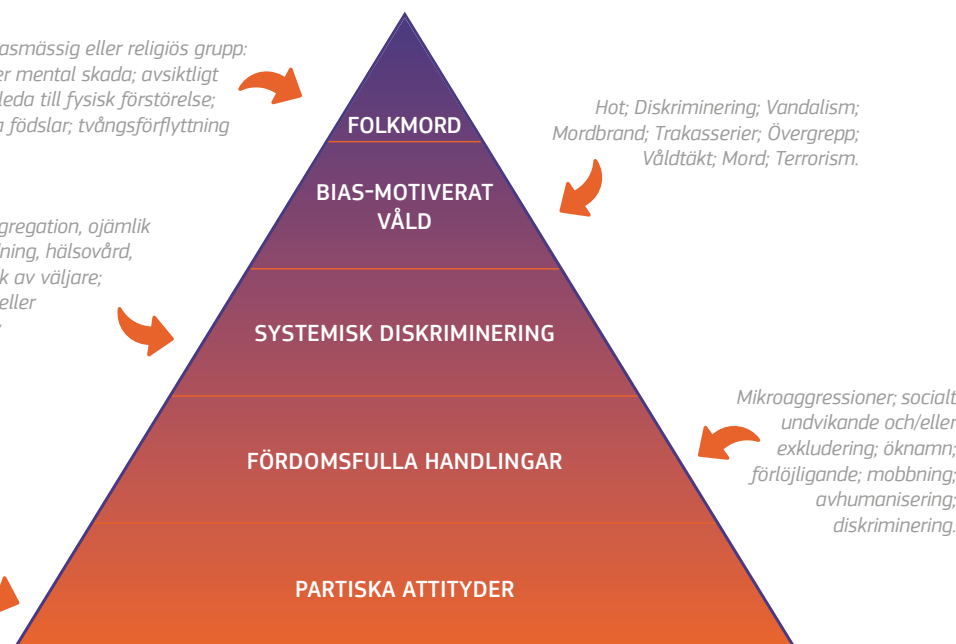 asmässig eller religiös grupp:
er mental skada; avsiktligt
leda till fysisk förstörelse;
födslar; tvångsförflyttning
FOLKMORD
Hot; Diskriminering; Vandalism;
Mordbrand; Trakasserier; Övergrepp;
Våldtäkt; Mord; Terrorism.
BIAS-MOTIVERAT
VÅLD
gregation, ojämlik
ning, hälsovård,
k av väljare;
eller
SYSTEMISK DISKRIMINERING
Mikroaggressioner; socialt
undvikande och/eller
exkludering; öknamn;
förlöjligande; mobbning;
avhumanisering;
diskriminering.
FÖRDOMSFULLA HANDLINGAR
PARTISKA ATTITYDER